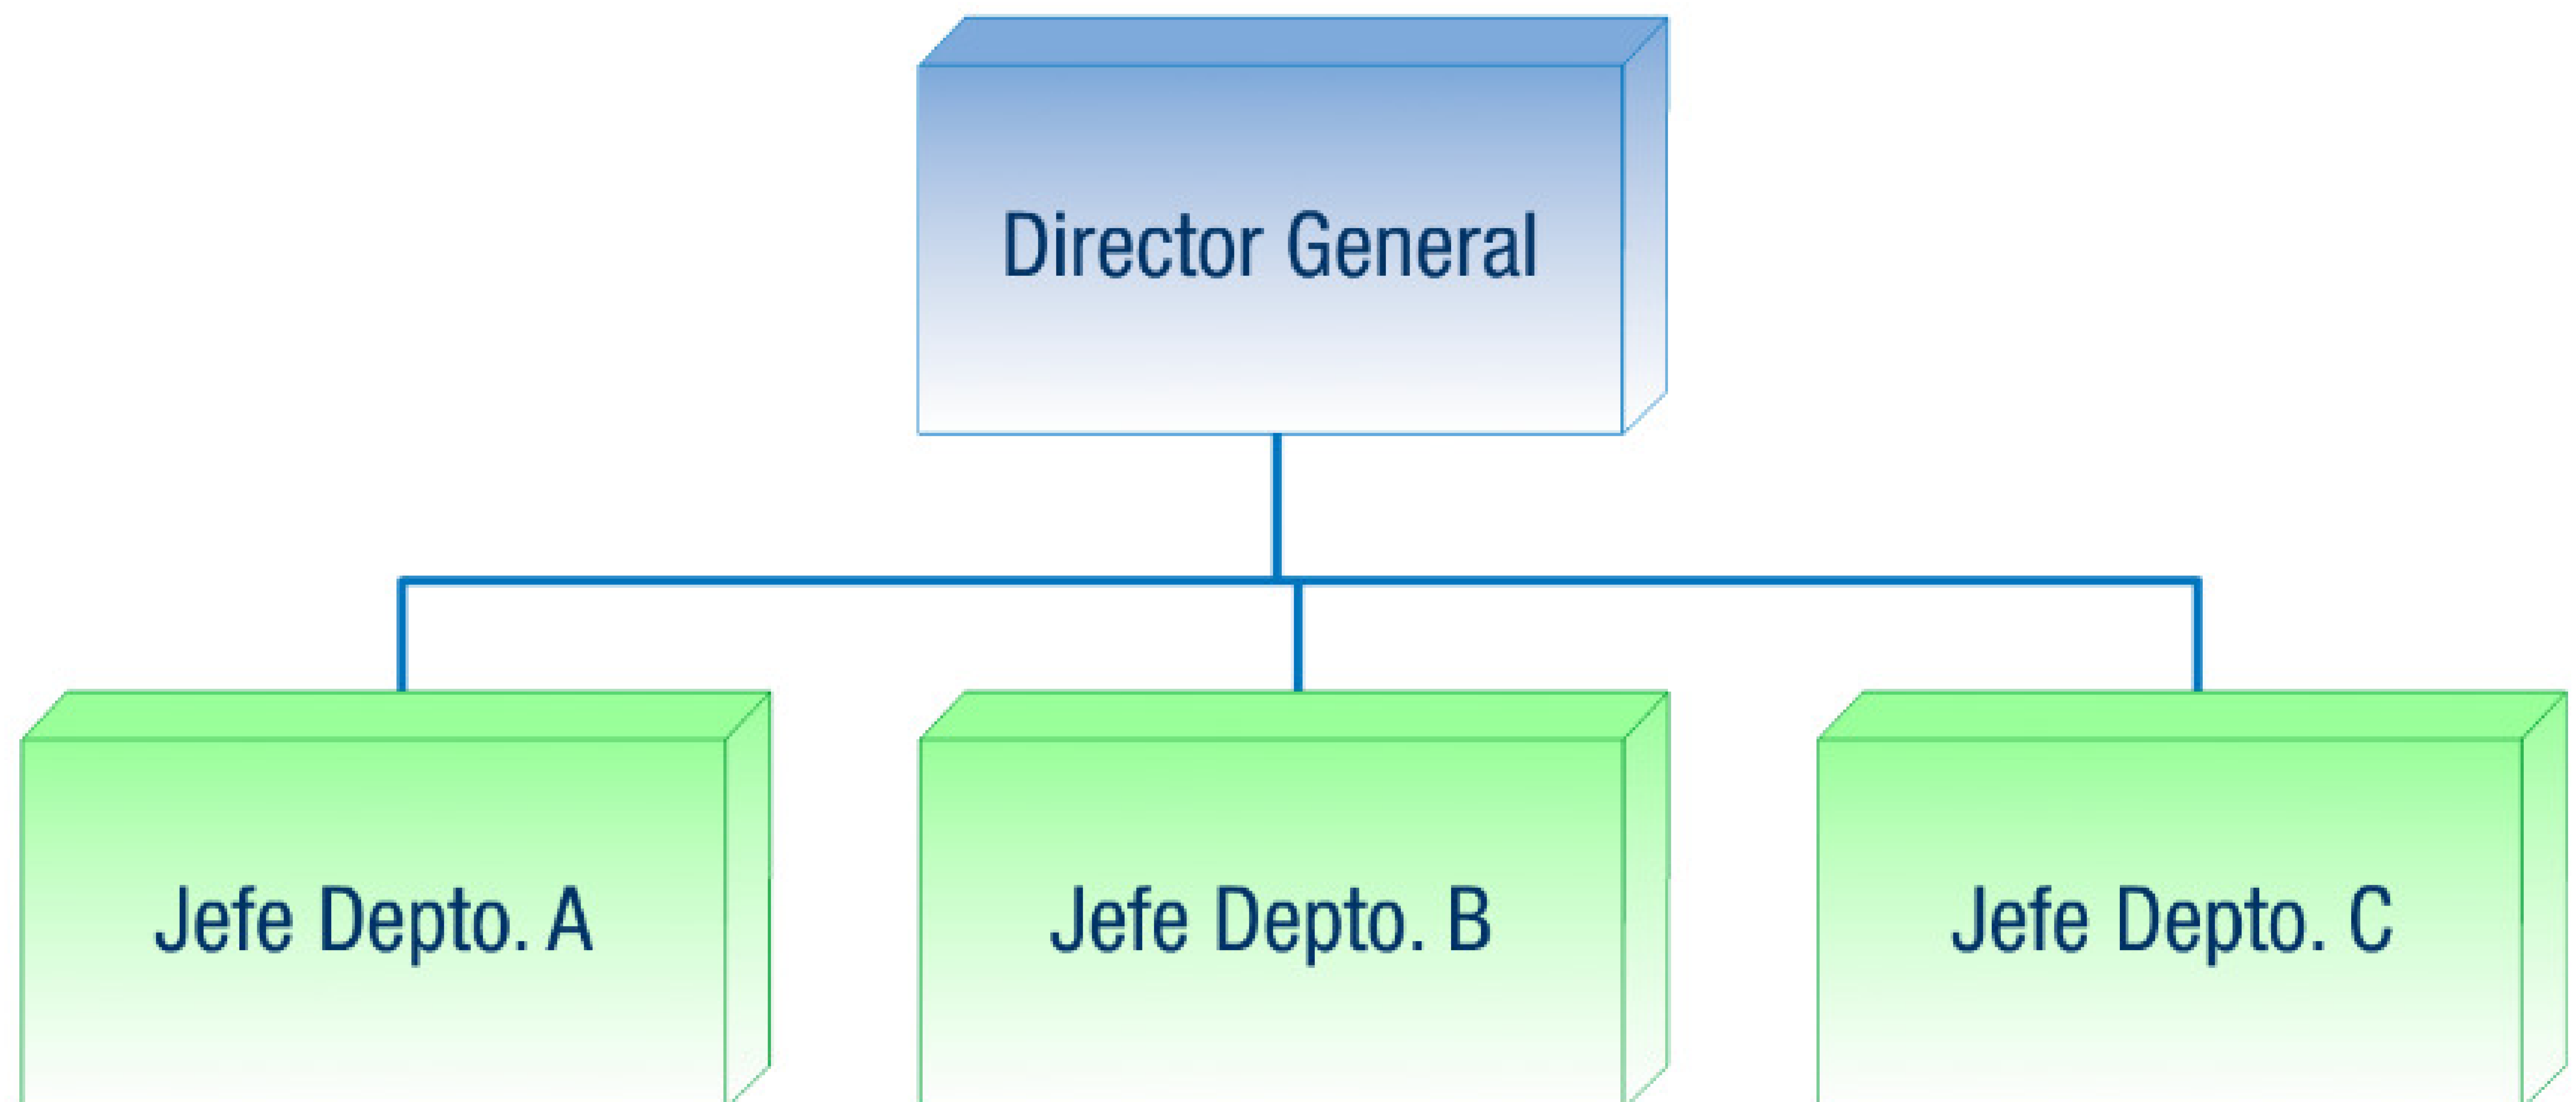 Director General
Jefe Depto. A
Jefe Depto. B
Jefe Depto. C